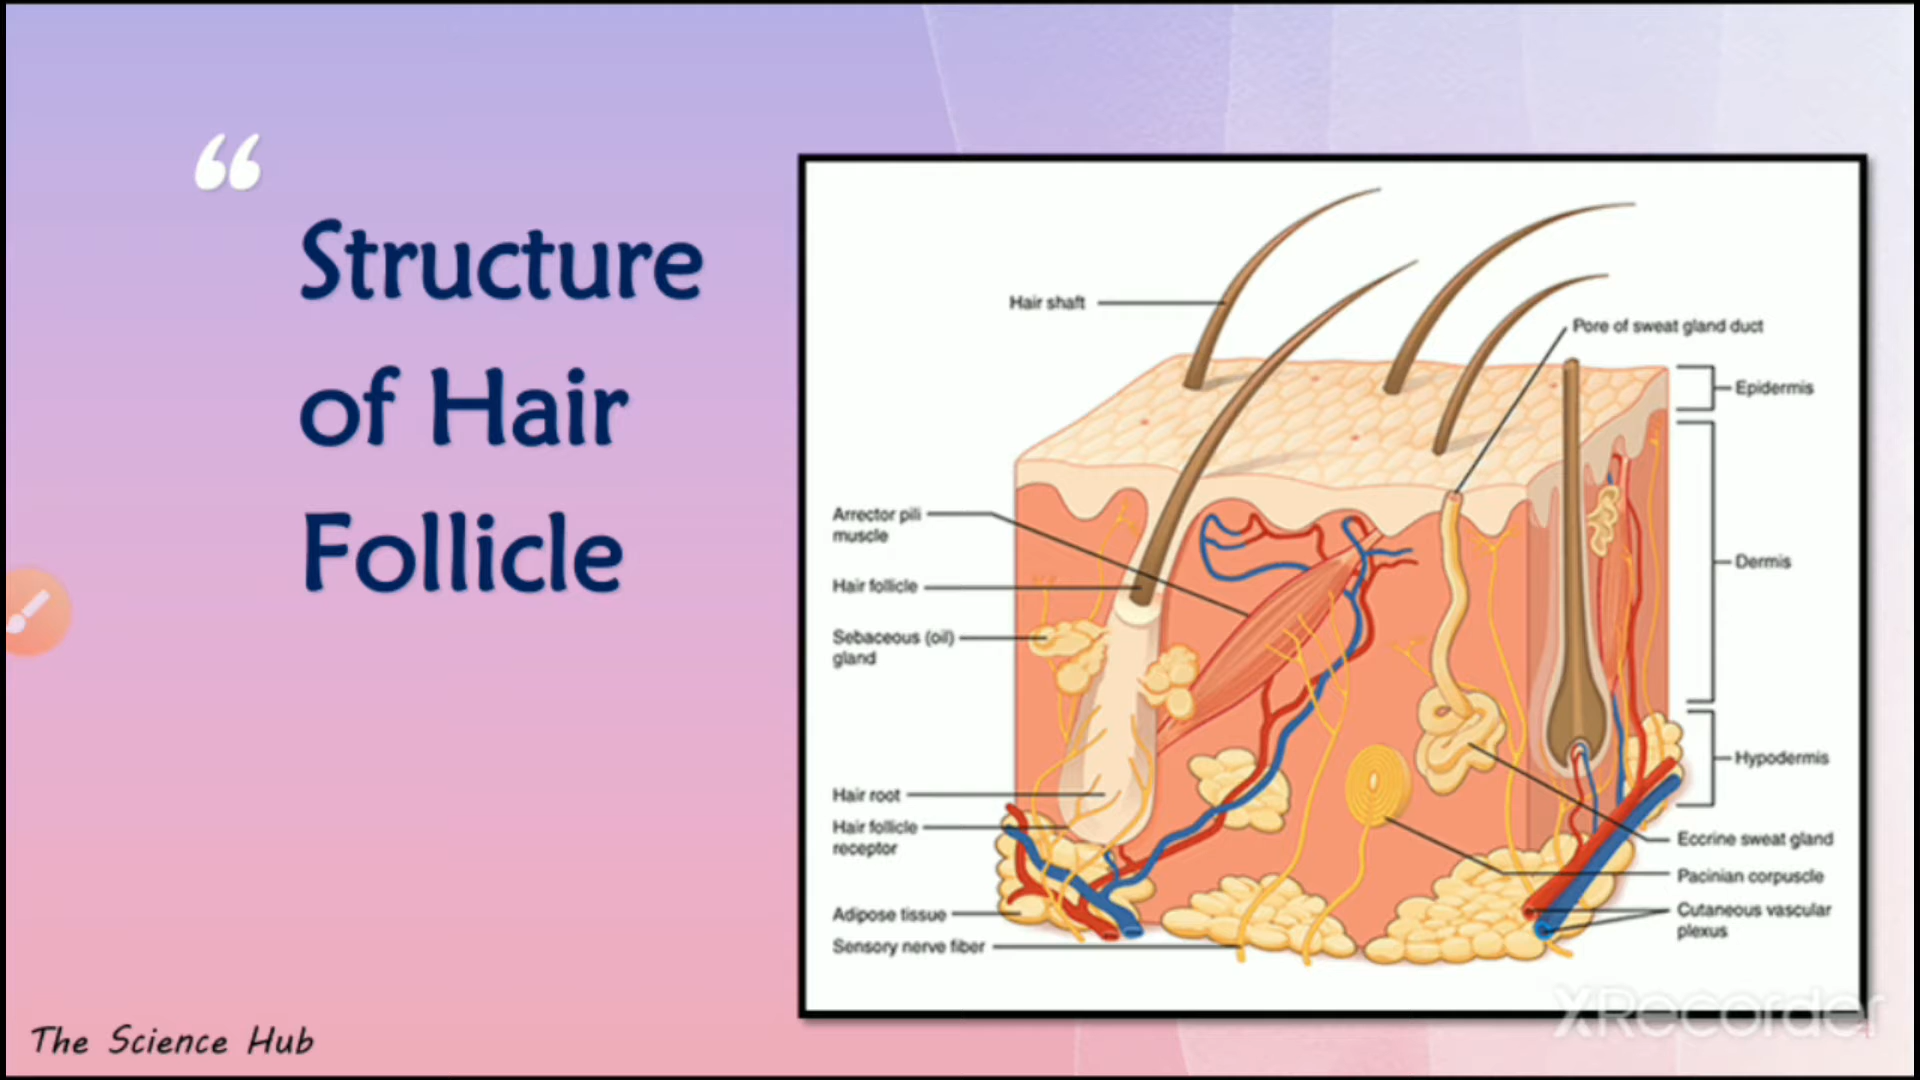 “
Structure
of Hair
Follicle
Hair shaft
Pore of sweat gland duct
Epidermis
Arrector pili
muscle
Dermis
Hair follicle
Sebaceous (oil)
gland
Hypodermis
Hair root
Hair follicle
receptor
Eccrine sweat gland
Pacinian corpuscle
Adipose tissue
Cutaneous vascular
plexus
Sensory nerve fiber
XRecorder
The Science Hub